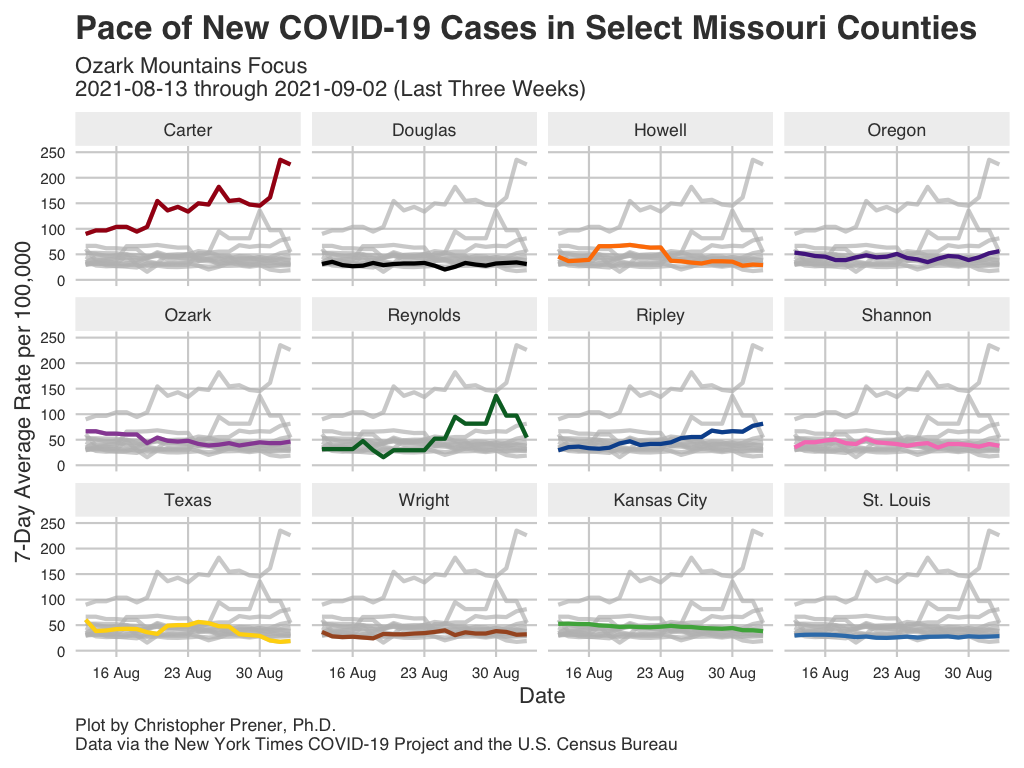 Pace of New COVID-19 Cases in Select Missouri Counties
Ozark Mountains Focus
2021-08-13 through 2021-09-02 (Last Three Weeks)
Carter Douglas Howell Oregon
250
200
150
100
50
0
Ozark Reynolds Ripley Shannon
250
200
150
100
50
0
Texas Wright Kansas City St. Louis
250
200
150
100
50
0
7-Day Average Rate per 100,000
16 Aug 23 Aug 30 Aug 16 Aug 23 Aug 30 Aug 16 Aug 23 Aug 30 Aug 16 Aug 23 Aug 30 Aug
Date
Plot by Christopher Prener, Ph.D.
Data via the New York Times COVID-19 Project and the U.S. Census Bureau